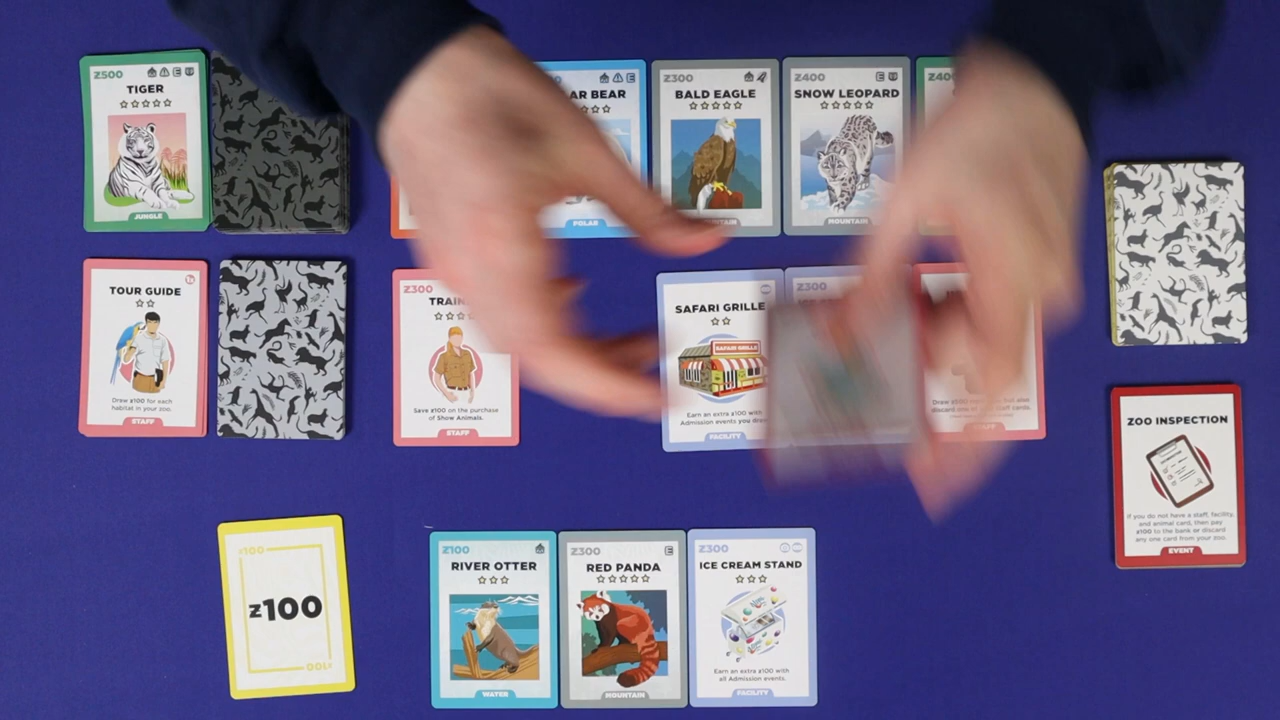 Z500
TIGER
JUNGLE
AR BEAR
POLAR
Z300
BALD EAGLE
Z400
SNOW LEOPARD
MOUNTAIN
Z40
TOUR GUIDE
Draw z100 for each
habitat in your zoo.
STAFF
Z300
TRAIN
Save z100 on the purchase
of Show Animals.
STAFF
SAFARI GRILLE
SAFARI GRILLE
Earn an extra z100 with
Admission events you
FACILITY
Z300
STAFF
ZOO INSPECTION
If you do not have a staff, facility,
and animal card, then pay
z100 to the bank or discard
any one card from your zoo.
EVENT
z100
z100
z100
Z100
RIVER OTTER
WATER
Z300
RED PANDA
MOUNTAIN
Z300
ICE CREAM STAND
Earn an extra z100 with
all Admission events.
FACILITY